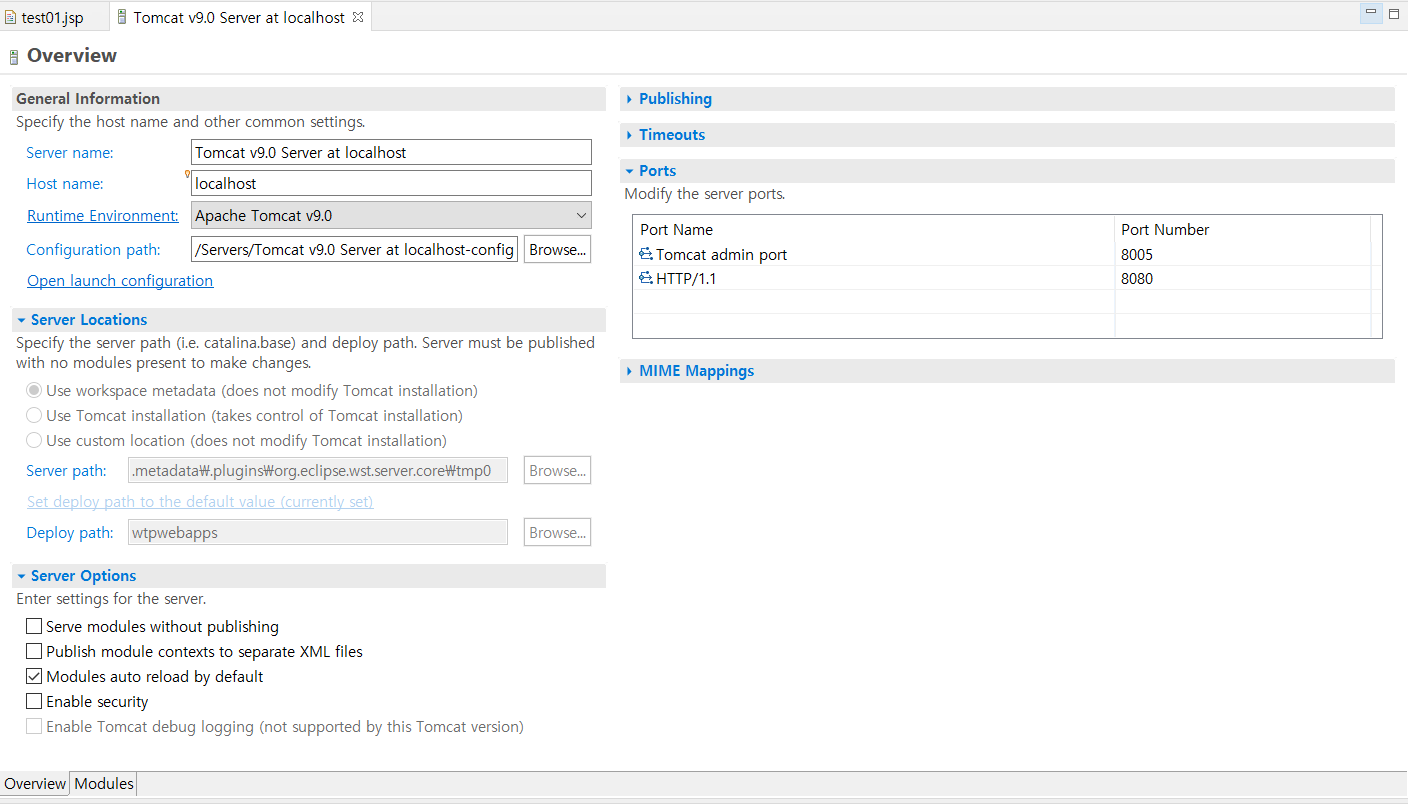 test01.jsp
Tomcat v9.0 Server at localhost
Overview
General Information
Specify the host name and other common settings.
Server name:
Tomcat v9.0 Server at localhost
Host name:
localhost
Runtime Environment:
Apache Tomcat v9.0
Configuration path:
/Servers/Tomcat v9.0 Server at localhost-config
Browse...
Open launch configuration
Server Locations
Specify the server path (i.e. catalina.base) and deploy path. Server must be published
with no modules present to make changes.
Use workspace metadata (does not modify Tomcat installation)
Use Tomcat installation (takes control of Tomcat installation)
Use custom location (does not modify Tomcat installation)
Server path:
.metadata₩.plugins₩org.eclipse.wst.server.core₩tmp0
Browse...
Set deploy path to the default value (currently set)
Deploy path:
wtpwebapps
Browse...
Server Options
Enter settings for the server.
Serve modules without publishing
Publish module contexts to separate XML files
Modules auto reload by default
Enable security
Enable Tomcat debug logging (not supported by this Tomcat version)
Publishing
Timeouts
Ports
Modify the server ports.
Port Name Port Number
Tomcat admin port 8005
HTTP/1.1 8080
MIME Mappings
Overview
Modules